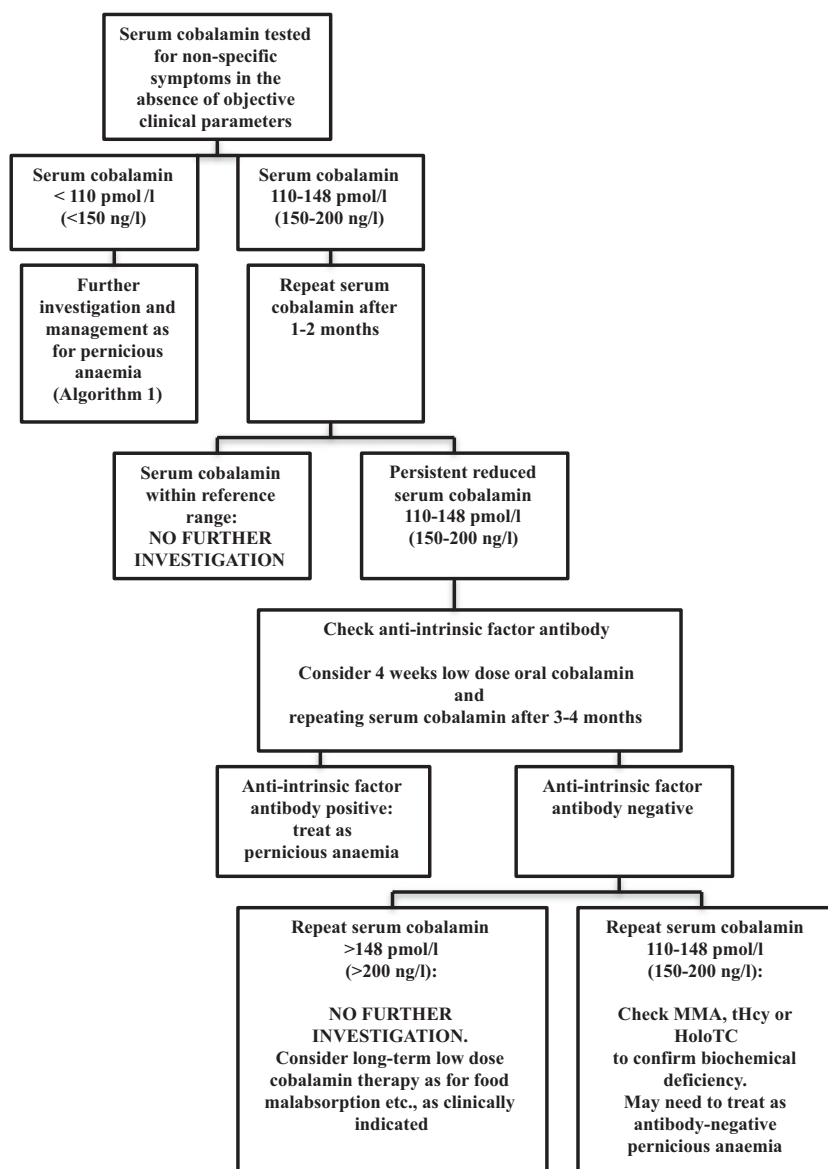 Serum cobalamin tested
for non-specific
symptoms in the
absence of objective
clinical parameters
Serum cobalamin
< 110 pmol /l
(<150 ng/l)
Serum cobalamin
110-148 pmol/l
(150-200 ng/l)
Further
investigation and
management as
for pernicious
anaemia
(Algorithm 1)
Repeat serum
cobalamin after
1-2 months
Serum cobalamin
within reference
range:
NO FURTHER
INVESTIGATION
Persistent reduced
serum cobalamin
110-148 pmol/l
(150-200 ng/l)
Check anti-intrinsic factor antibody
Consider 4 weeks low dose oral cobalamin
and
repeating serum cobalamin after 3-4 months
Anti-intrinsic factor
antibody positive:
treat as
pernicious anaemia
Anti-intrinsic factor
antibody negative
Repeat serum cobalamin
>148 pmol/l
(>200 ng/l):
NO FURTHER
INVESTIGATION.
Consider long-term low dose
cobalamin therapy as for food
malabsorption etc., as clinically
indicated
Repeat serum cobalamin
110-148 pmol/l
(150-200 ng/l):
Check MMA, tHcy or
HoloTC
to confirm biochemical
deficiency.
May need to treat as
antibody-negative
pernicious anaemia